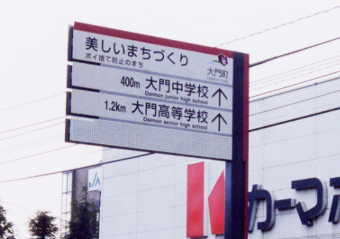 美しいまちづくり
ポイ捨て防止のまち
大門町
400m 大門中学校
Daimon junior high school
1.2km 大門高等学校
Daimon senior high school
カーマホ
JA